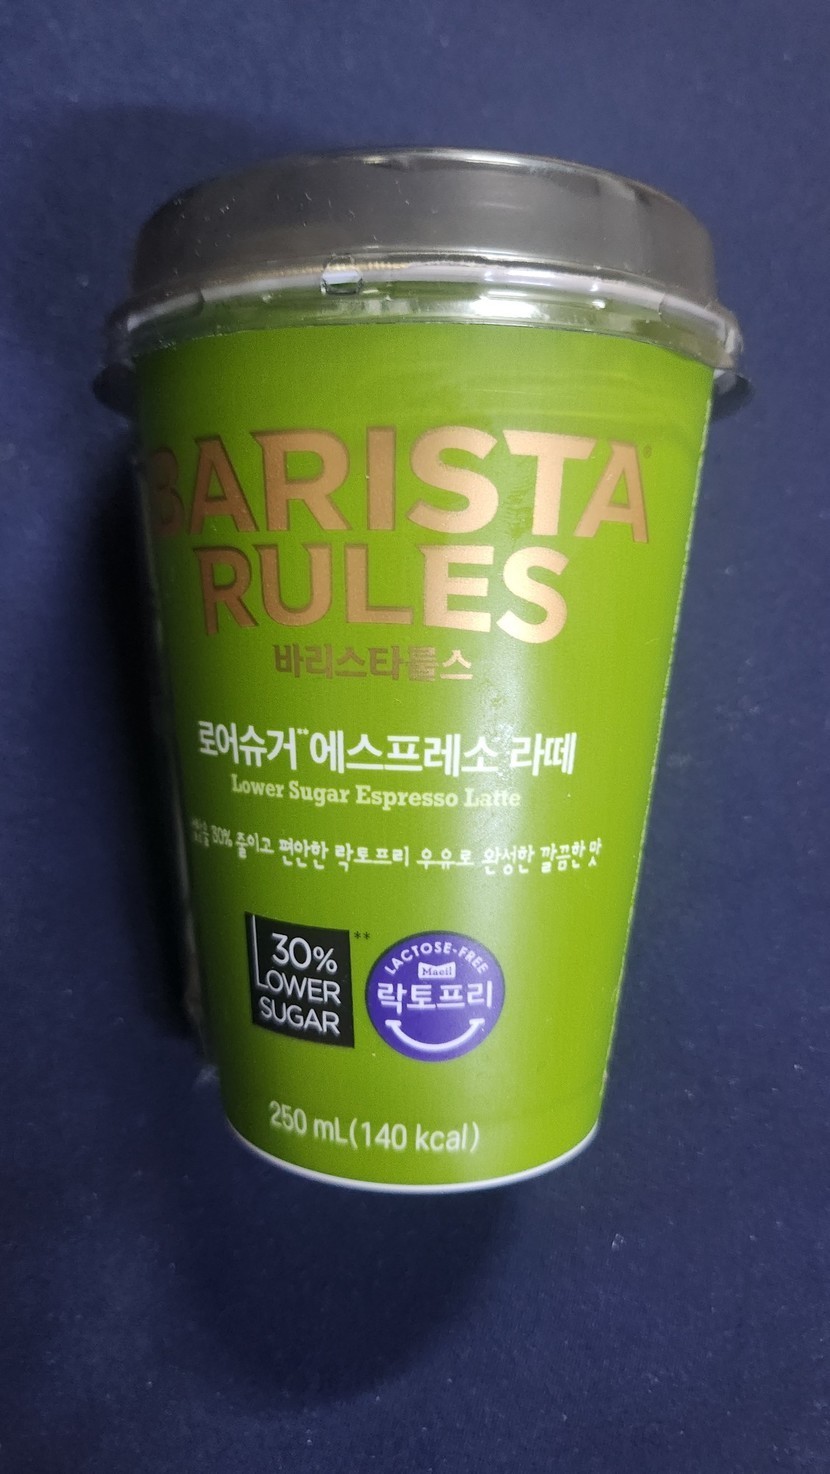 BARISTA
RULES
바리스타룰스
로어슈거**에스프레소 라떼
Lower Sugar Espresso Latte
30% 줄이고 편안한 락토프리 우유로 완성한 깔끔한 맛
30%
LOWER
SUGAR
**
LACTOSE-FREE
Maeil
락토프리
250 mL(140 kcal)